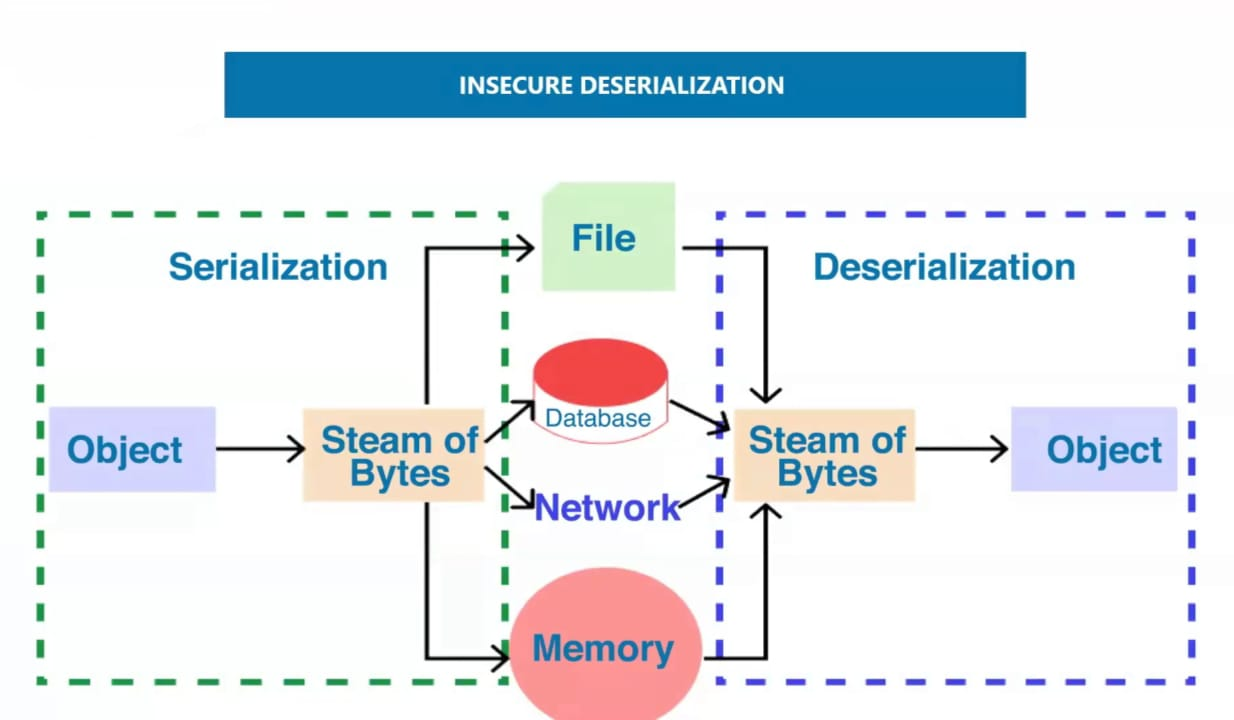 INSECURE DESERIALIZATION
Serialization
File
Deserialization
Object
Steam of
Bytes
Database
Network
Steam of
Bytes
Object
Memory